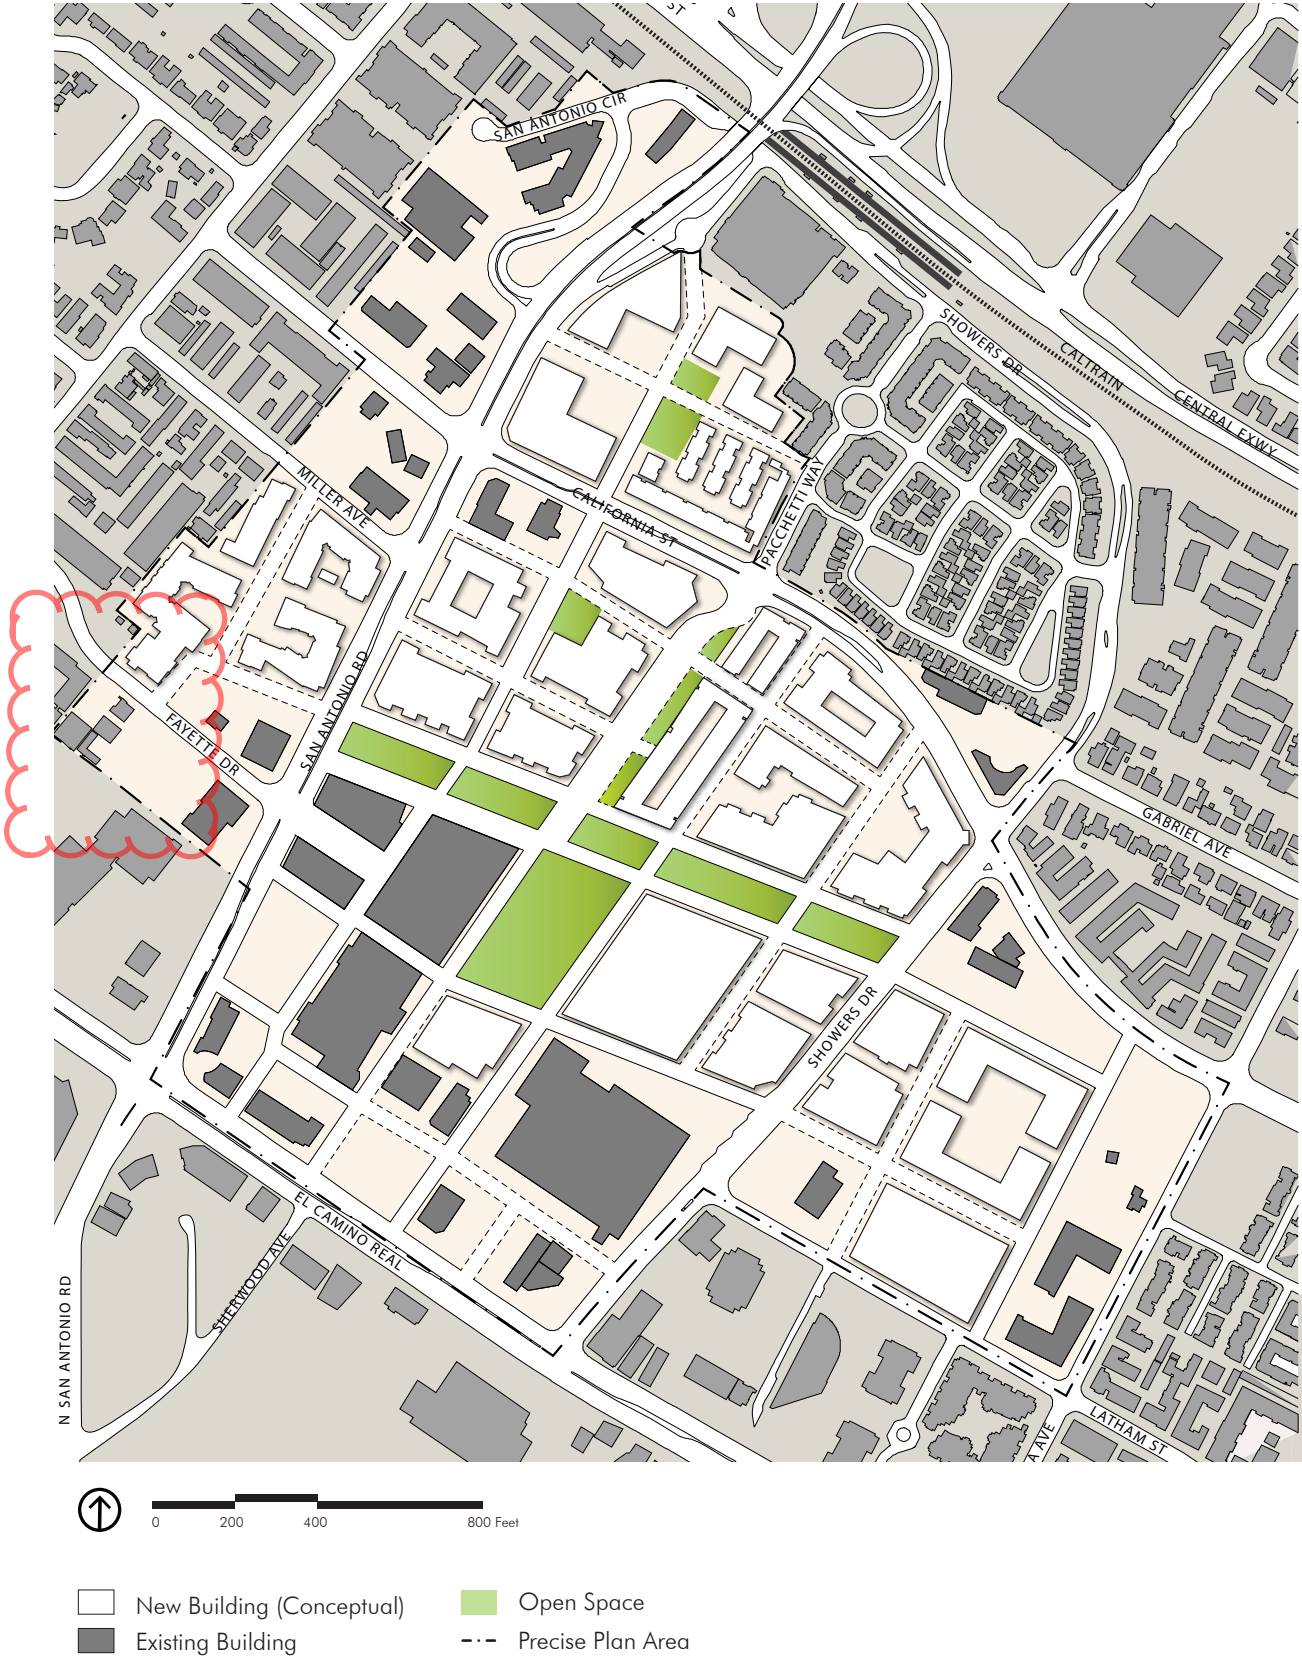 ST
SAN ANTONIO CIR
SHOWERS DR
CALTRAIN
CENTRAL EXWY
MILLER AVE
CALIFORNIA ST
PACCHETTI WAY
SAN ANTONIO RD
FAYETTE DR
GABRIEL AVE
SHOWERS DR
EL CAMINO REAL
SHERWOOD AVE
N SAN ANTONIO RD
LATHAM ST
A AVE
0 200 400 800 Feet
New Building (Conceptual)
Open Space
Existing Building
Precise Plan Area